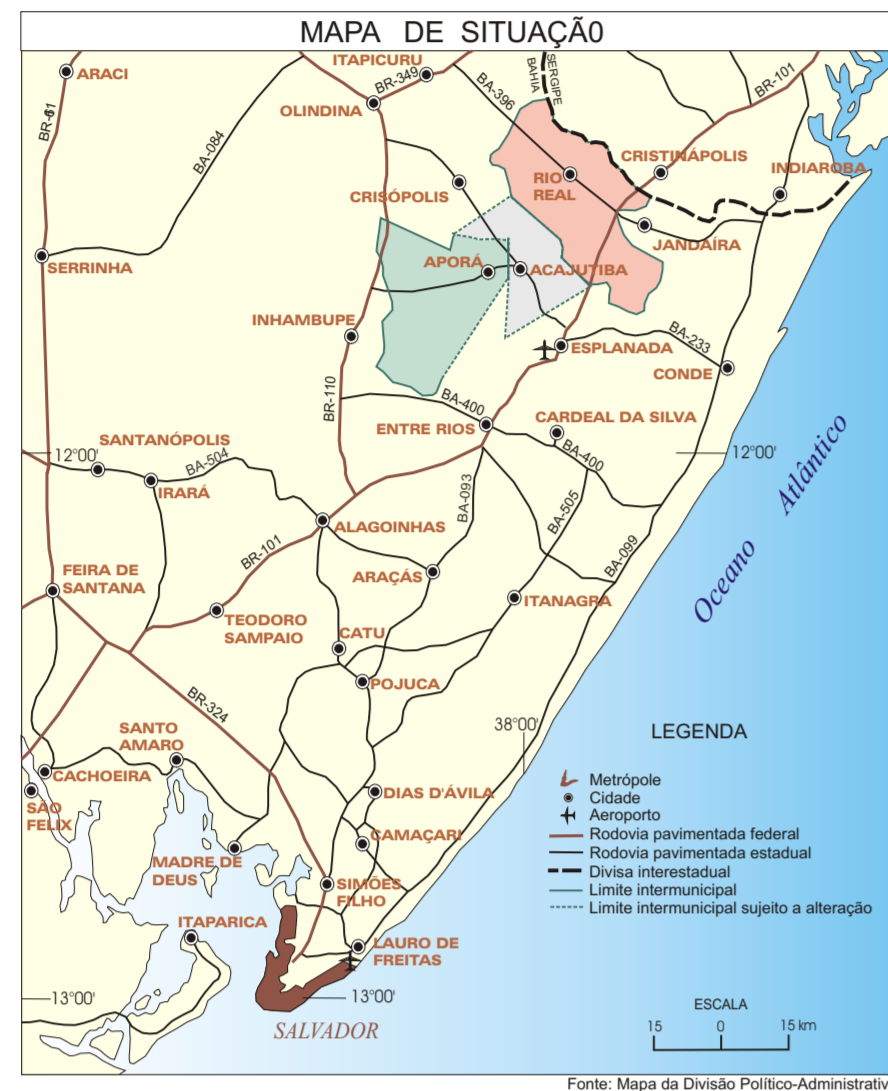 MAPA DE SITUAÇÃ0
ITAPICURU
ARACI
BR-349
SERGIPE
BAHIA
BR-101
OLINDINA
BA-396
BA-084
CRISTINÁPOLIS
INDIAROBA
RIO
REAL
CRISÓPOLIS
JANDAÍRA
SERRINHA
APORÁ
ACAJUTIBA
INHAMBUPE
ESPLANADA
BA-233
CONDE
BR-110
BA-400
ENTRE RIOS
CARDEAL DA SILVA
SANTANÓPOLIS
12°00'
12°00'
BA-504
BA-400
IRARÁ
BA-093
BA-505
ALAGOINHAS
BR-101
BA-099
Oceano Atlântico
FEIRA DE
SANTANA
ARAÇÁS
ITANAGRA
TEODORO
SAMPAIO
CATU
POJUCA
BR-324
38°00'
SANTO
AMARO
CACHOEIRA
SÃO
FELIX
DIAS D'ÁVILA
CAMAÇARI
MADRE DE
DEUS
SIMÕES
FILHO
ITAPARICA
LAURO DE
FREITAS
13°00'
13°00'
SALVADOR
LEGENDA
Metrópole
Cidade
Aeroporto
Rodovia pavimentada federal
Rodovia pavimentada estadual
Divisa interestadual
Limite intermunicipal
Limite intermunicipal sujeito a alteração
ESCALA
15 0 15 km
Fonte: Mapa da Divisão Político-Administrativ